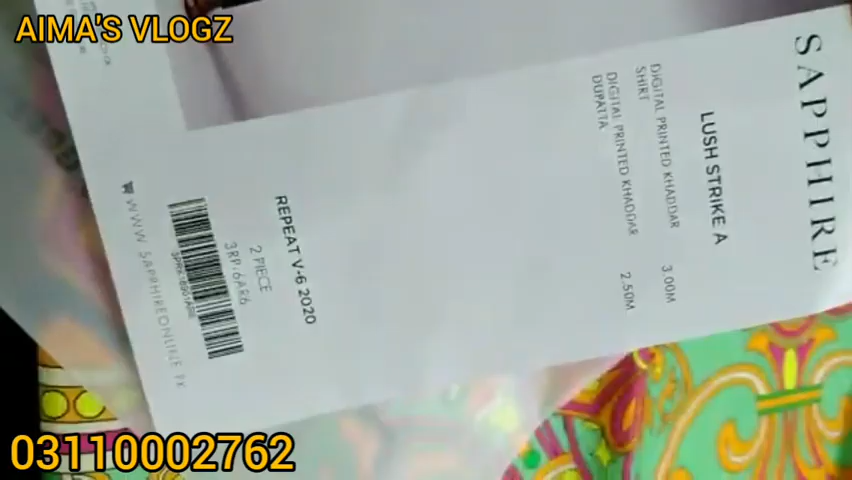 AIMA'S VLOGZ
SAPPHIRE
LUSH STRIKE A
DIGITAL PRINTED KHADDAR 3.00M
SHIRT
DIGITAL PRINTED KHADDAR 2.50M
DUPATTA
REPEAT V-6 2020
2 PIECE
WWW.SAPPHIREONLINE.PK
03110002762